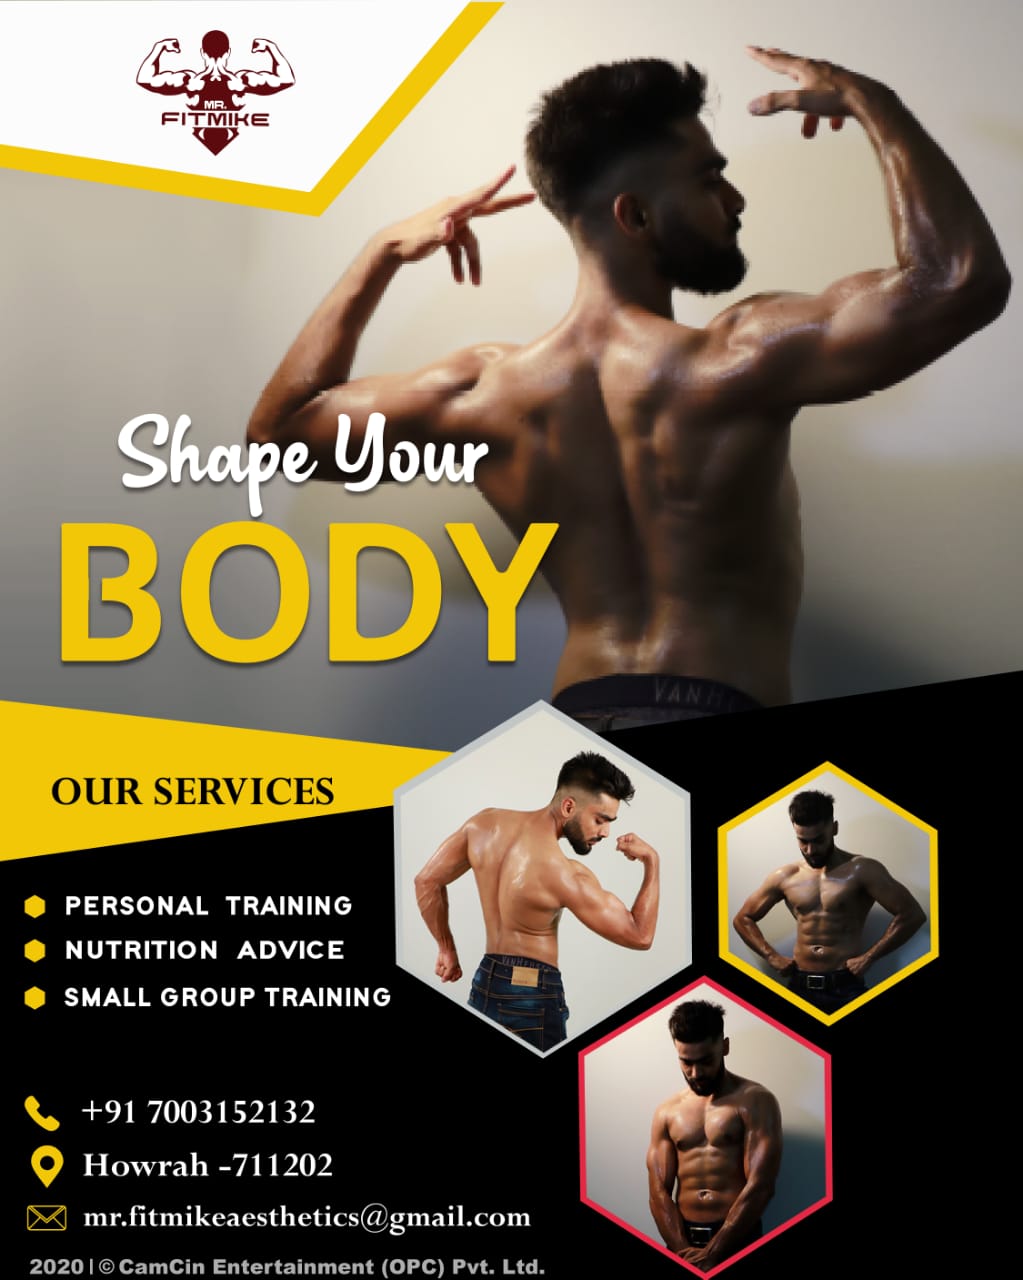 MR.
FITMIKE
Shape Your
BODY
OUR SERVICES
PERSONAL TRAINING
NUTRITION ADVICE
SMALL GROUP TRAINING
+91 7003152132
Howrah -711202
mr.fitmikeaesthetics@gmail.com
2020 | © CamCin Entertainment (OPC) Pvt. Ltd.